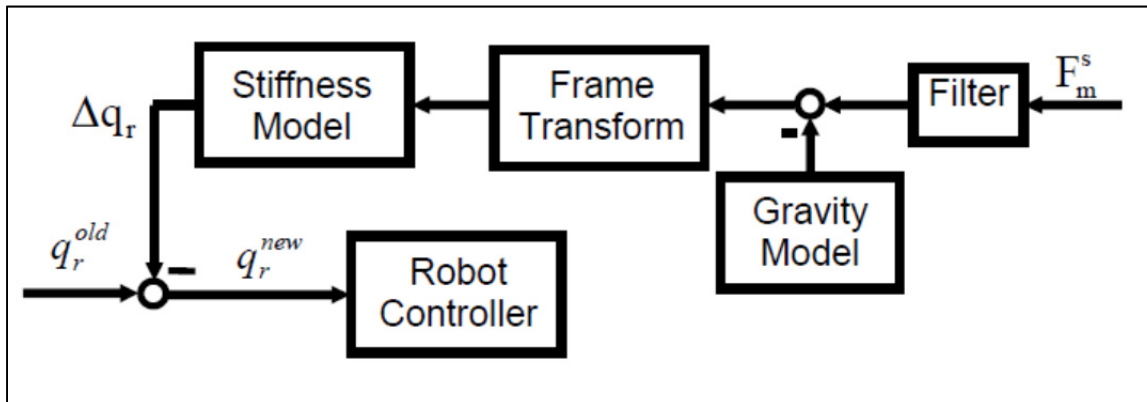 Stiffness
Model
Frame
Transform
Filter
F_m^s
Δq_r
-
Gravity
Model
q_r^old
-
q_r^new
Robot
Controller